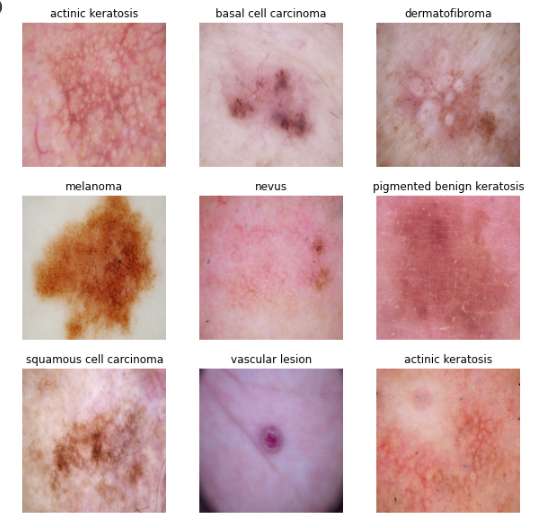 )
actinic keratosis basal cell carcinoma dermatofibroma
melanoma nevus pigmented benign keratosis
squamous cell carcinoma vascular lesion actinic keratosis